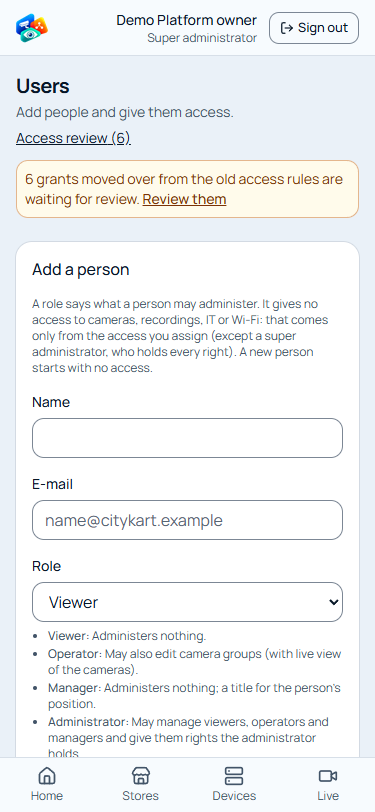 Demo Platform owner
Super administrator
Sign out
Users
Add people and give them access.
Access review (6)
6 grants moved over from the old access rules are
waiting for review. Review them
Add a person
A role says what a person may administer. It gives no
access to cameras, recordings, IT or Wi-Fi: that comes
only from the access you assign (except a super
administrator, who holds every right). A new person
starts with no access.
Name
E-mail
name@citykart.example
Role
Viewer
• Viewer: Administers nothing.
• Operator: May also edit camera groups (with live view
of the cameras).
• Manager: Administers nothing; a title for the person's
position.
• Administrator: May manage viewers, operators and
managers and give them rights the administrator
holds.
Home
Stores
Devices
Live